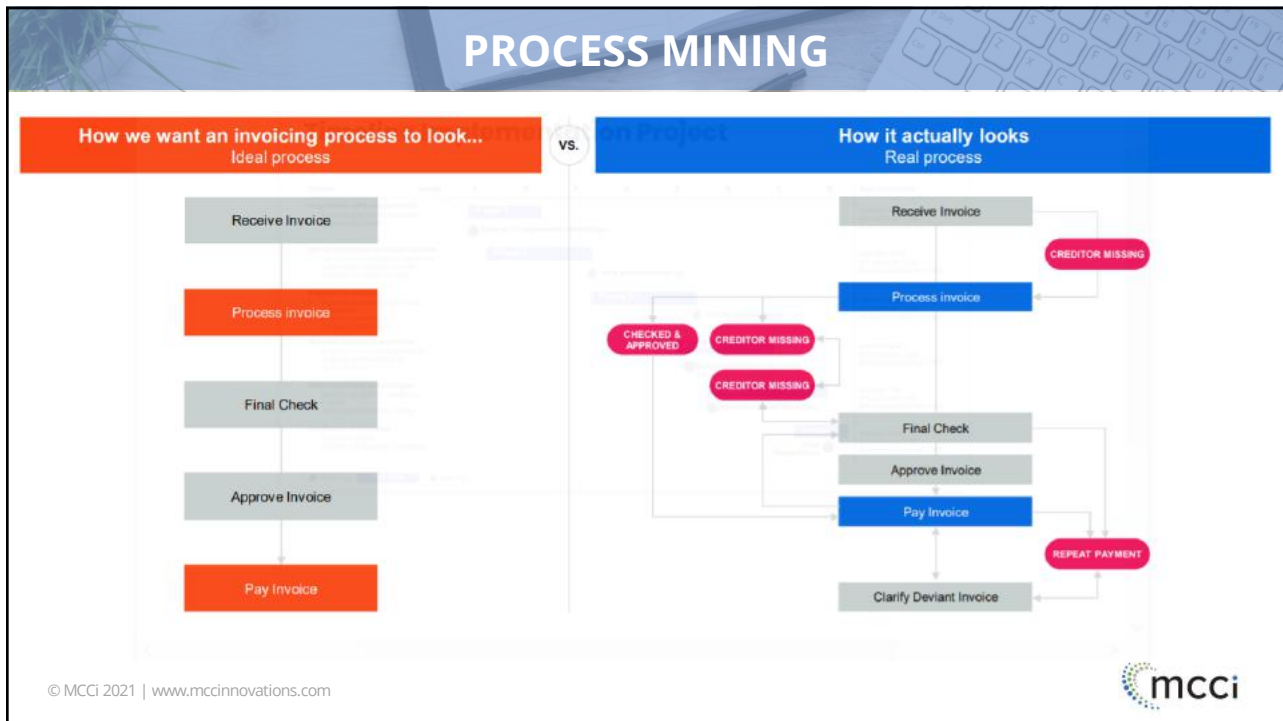 PROCESS MINING
How we want an invoicing process to look...
Ideal process
vs.
How it actually looks
Real process
Receive Invoice
Process invoice
Final Check
Approve Invoice
Pay Invoice
Receive Invoice
CREDITOR MISSING
Process invoice
CHECKED &
APPROVED
CREDITOR MISSING
CREDITOR MISSING
Final Check
Approve Invoice
Pay Invoice
REPEAT PAYMENT
Clarify Deviant Invoice
© MCCi 2021 | www.mccinnovations.com
mcci